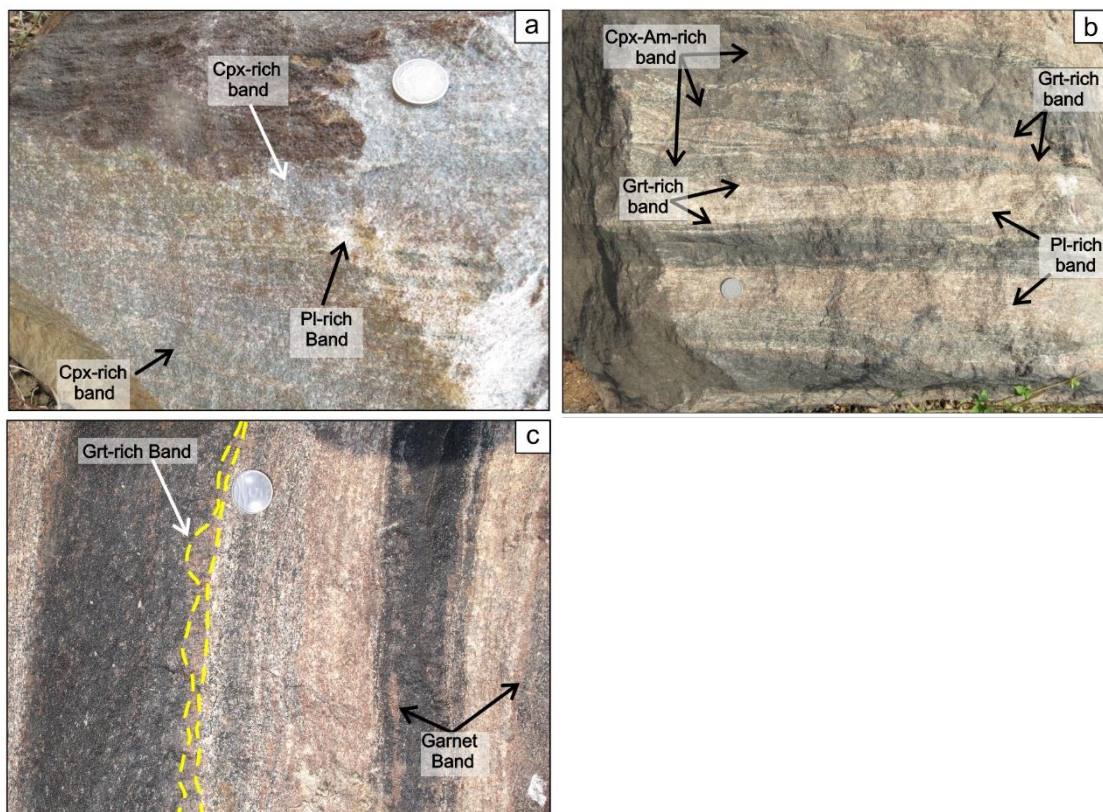 a
Cpx-rich
band
Pl-rich
Band
Cpx-rich
band
b
Cpx-Am-rich
band
Grt-rich
band
Grt-rich
band
Pl-rich
band
c
Grt-rich Band
Garnet
Band